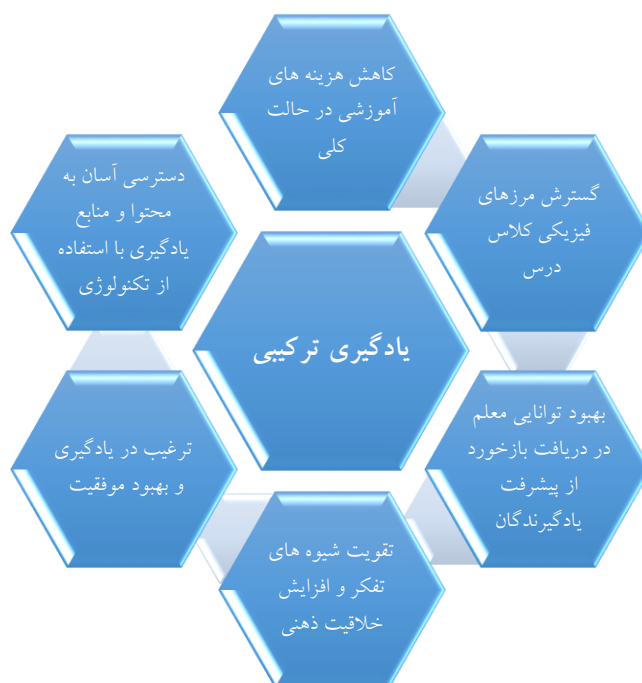 کاهش هزینه های
آموزشی در حالت
کلی
گسترش مرزهای
فیزیکی کلاس
درس
بهبود توانایی معلم
در دریافت بازخورد
از پیشرفت
یادگیرندگان
تقویت شیوه های
تفکر و افزایش
خلاقیت ذهنی
ترغیب در یادگیری
و بهبود موفقیت
دسترسی آسان به
محتوا و منابع
یادگیری با استفاده
از تکنولوژی
یادگیری ترکیبی